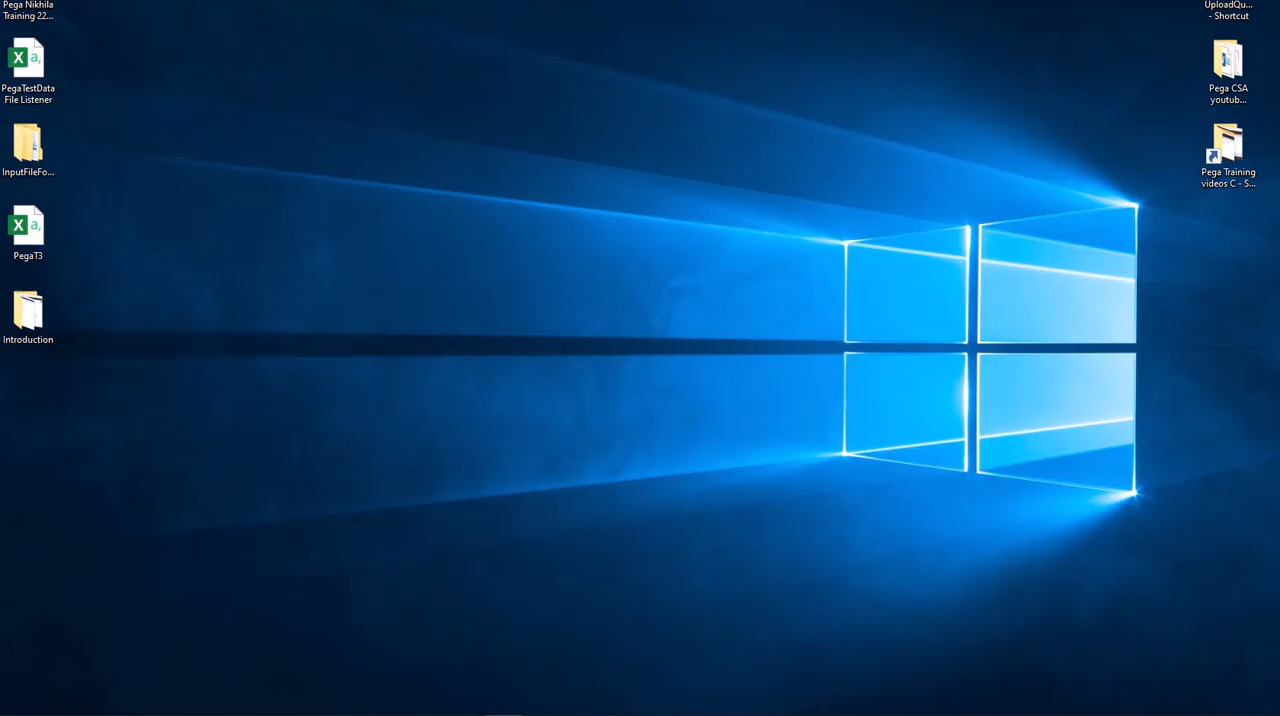 Pega Nikhila
Training 22...
PegaTestData
File Listener
InputFileFo...
PegaT3
Introduction
UploadQu...
- Shortcut
Pega CSA
youtub...
Pega Training
videos C - S...